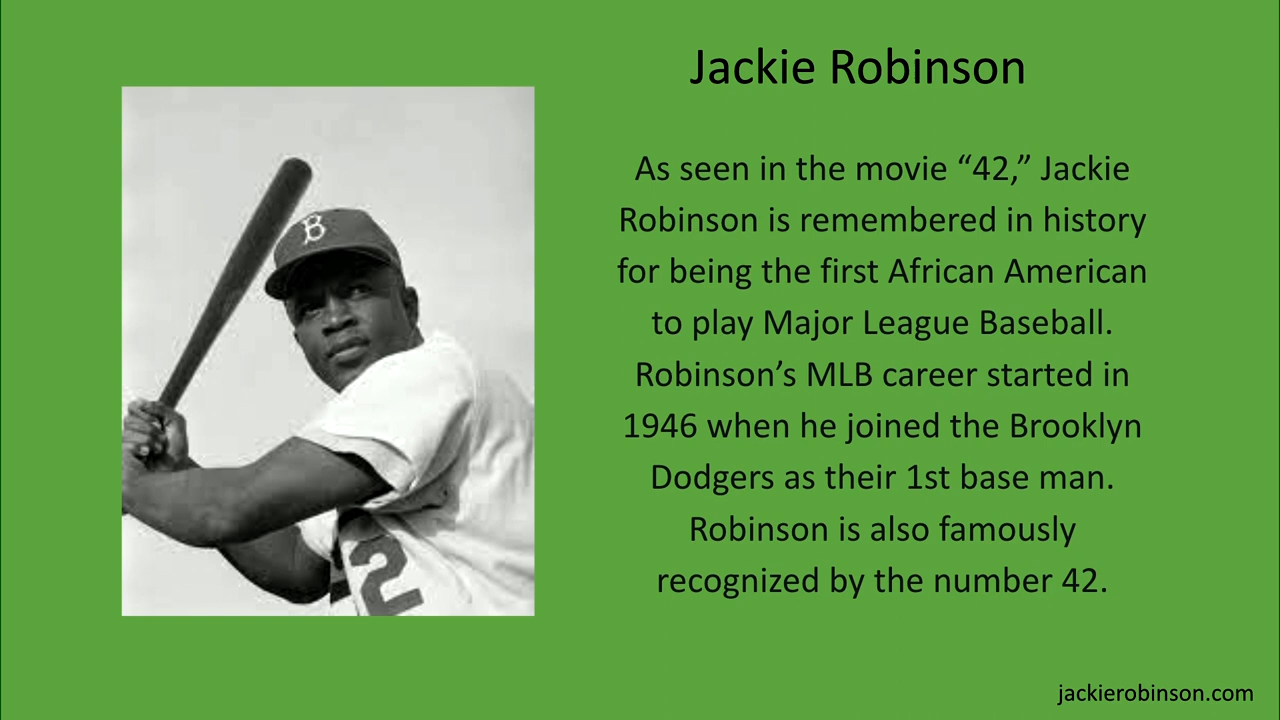 Jackie Robinson
As seen in the movie “42,” Jackie
Robinson is remembered in history
for being the first African American
to play Major League Baseball.
Robinson’s MLB career started in
1946 when he joined the Brooklyn
Dodgers as their 1st base man.
Robinson is also famously
recognized by the number 42.
B
2
jackierobinson.com